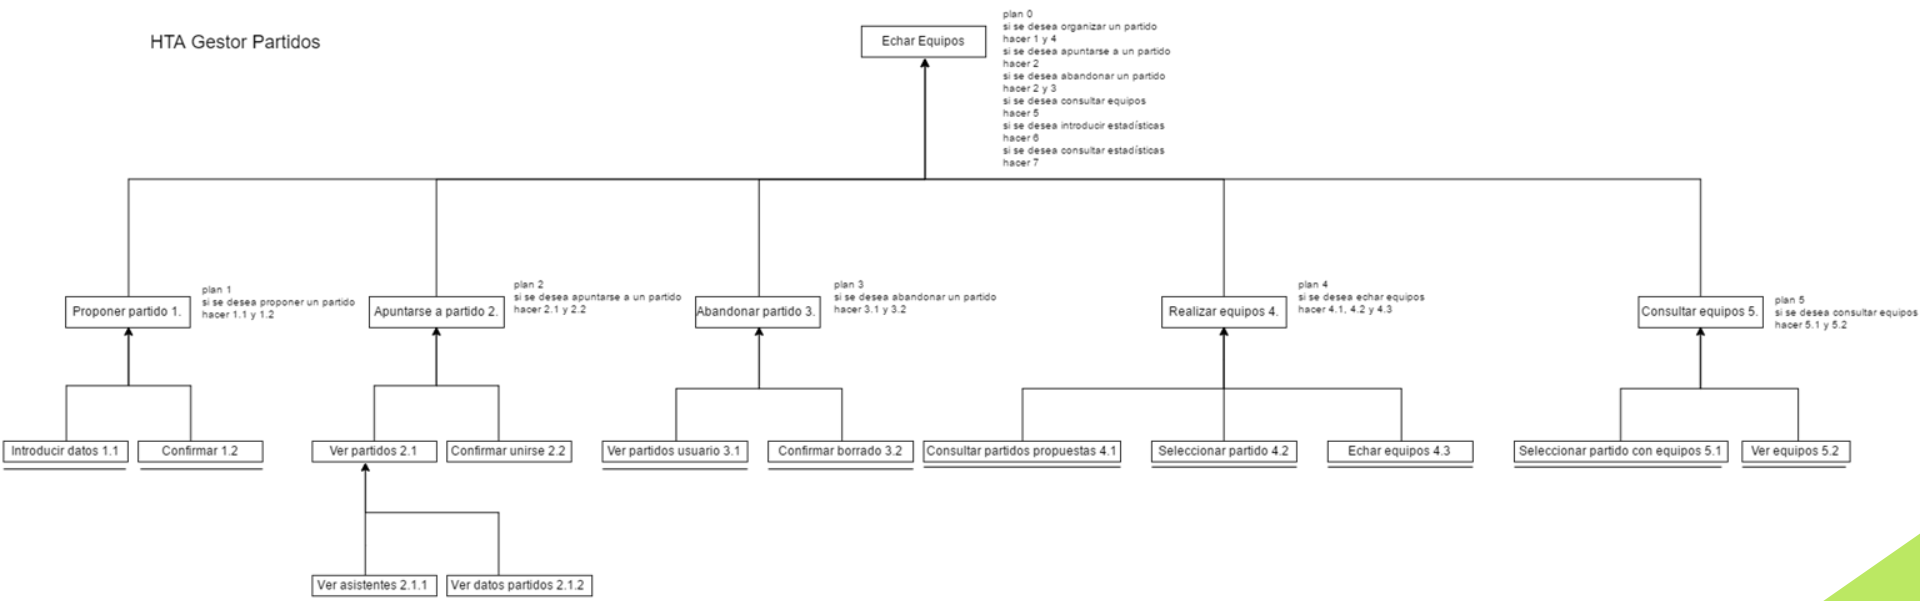 HTA Gestor Partidos
Echar Equipos
plan 0
si se desea organizar un partido
hacer 1 y 4
si se desea apuntarse a un partido
hacer 2
si se desea abandonar un partido
hacer 2 y 3
si se desea consultar equipos
hacer 5
si se desea introducir estadísticas
hacer 6
si se desea consultar estadísticas
hacer 7
Proponer partido 1.
plan 1
si se desea proponer un partido
hacer 1.1 y 1.2
Apuntarse a partido 2.
plan 2
si se desea apuntarse a un partido
hacer 2.1 y 2.2
Abandonar partido 3.
plan 3
si se desea abandonar un partido
hacer 3.1 y 3.2
Realizar equipos 4.
plan 4
si se desea echar equipos
hacer 4.1, 4.2 y 4.3
Consultar equipos 5.
plan 5
si se desea consultar equipos
hacer 5.1 y 5.2
Introducir datos 1.1
Confirmar 1.2
Ver partidos 2.1
Confirmar unirse 2.2
Ver partidos usuario 3.1
Confirmar borrado 3.2
Consultar partidos propuestas 4.1
Seleccionar partido 4.2
Echar equipos 4.3
Seleccionar partido con equipos 5.1
Ver equipos 5.2
Ver asistentes 2.1.1
Ver datos partidos 2.1.2